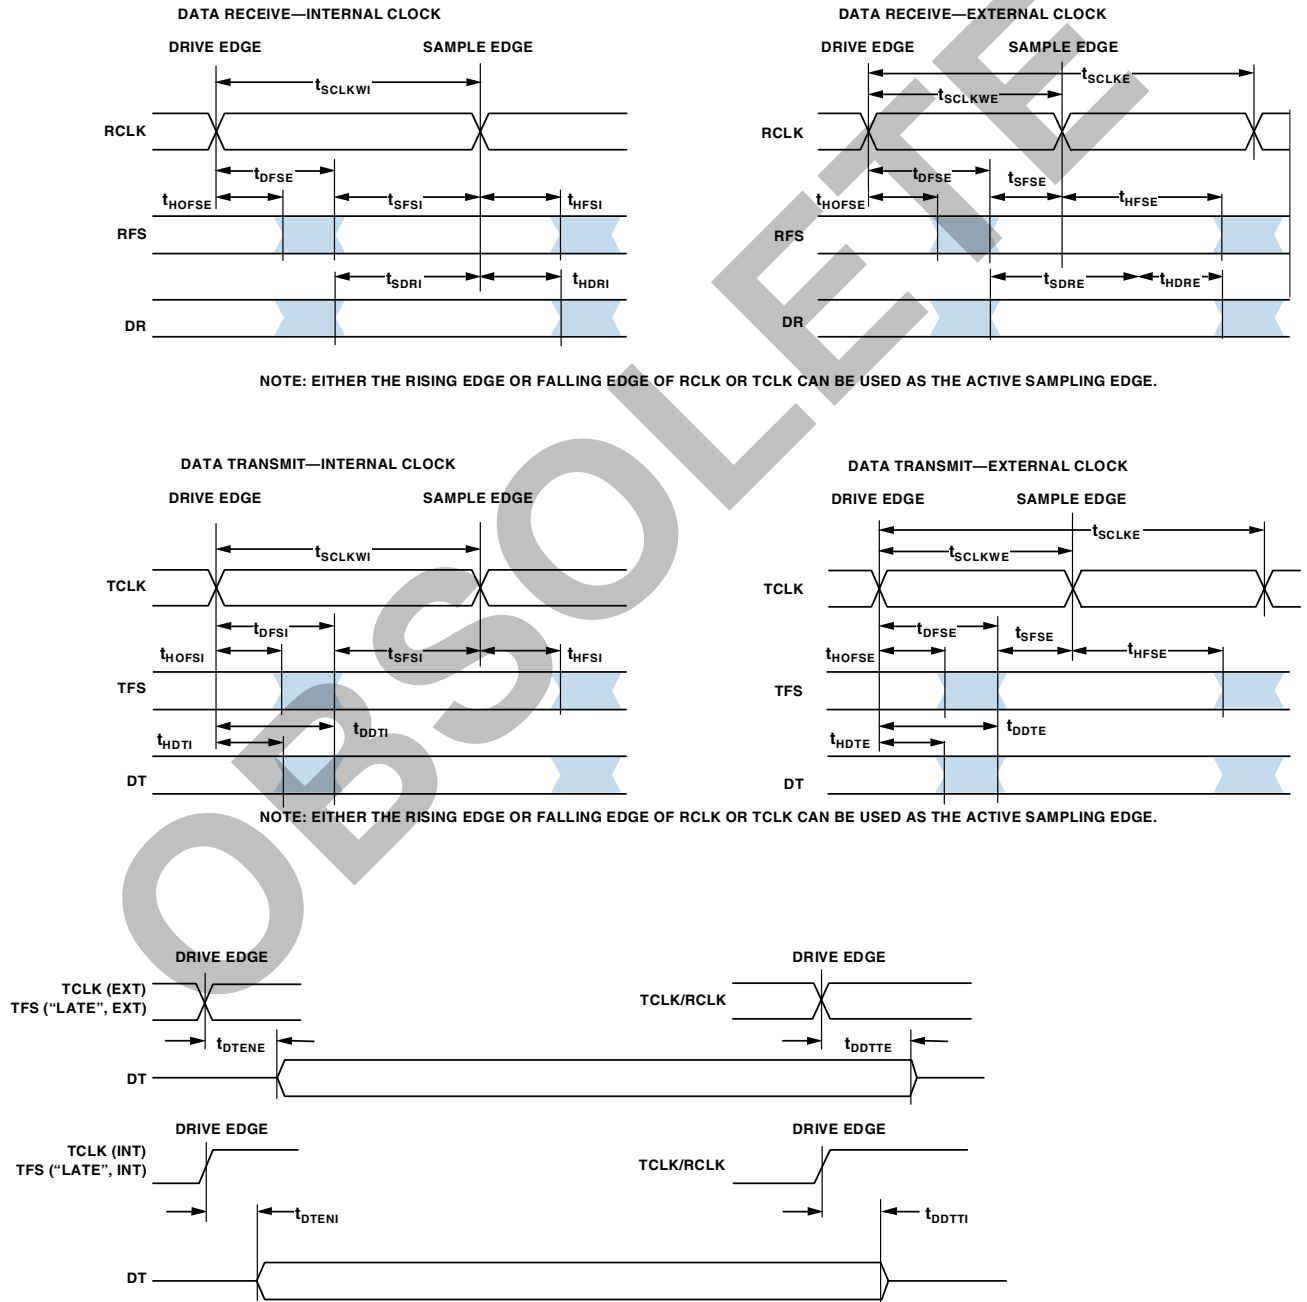 DATA RECEIVE—INTERNAL CLOCK
DRIVE EDGE SAMPLE EDGE
tSCLKWI
RCLK
tDFSE
tHOFSE tSFSI tHFSI
RFS
tSDRI tHDRI
DR
DATA RECEIVE—EXTERNAL CLOCK
DRIVE EDGE SAMPLE EDGE
tSCLKE
tSCLKWE
RCLK
tDFSE tSFSE
tHOFSE tHFSE
RFS
tSDRE tHDRE
DR
NOTE: EITHER THE RISING EDGE OR FALLING EDGE OF RCLK OR TCLK CAN BE USED AS THE ACTIVE SAMPLING EDGE.
DATA TRANSMIT—INTERNAL CLOCK
DRIVE EDGE SAMPLE EDGE
tSCLKWI
TCLK
tDFSI
tHOFSI tSFSI tHFSI
TFS
tDDTI
tHDTI
DT
DATA TRANSMIT—EXTERNAL CLOCK
DRIVE EDGE SAMPLE EDGE
tSCLKE
tSCLKWE
TCLK
tDFSE tSFSE
tHOFSE tHFSE
TFS
tDDTE
tHDTE
DT
NOTE: EITHER THE RISING EDGE OR FALLING EDGE OF RCLK OR TCLK CAN BE USED AS THE ACTIVE SAMPLING EDGE.
DRIVE EDGE DRIVE EDGE
TCLK (EXT)
TFS (“LATE”, EXT) TCLK/RCLK
tDTENE tDDTTE
DT
DRIVE EDGE DRIVE EDGE
TCLK (INT)
TFS (“LATE”, INT) TCLK/RCLK
tDTENI tDDTTI
DT
OBSOLETE